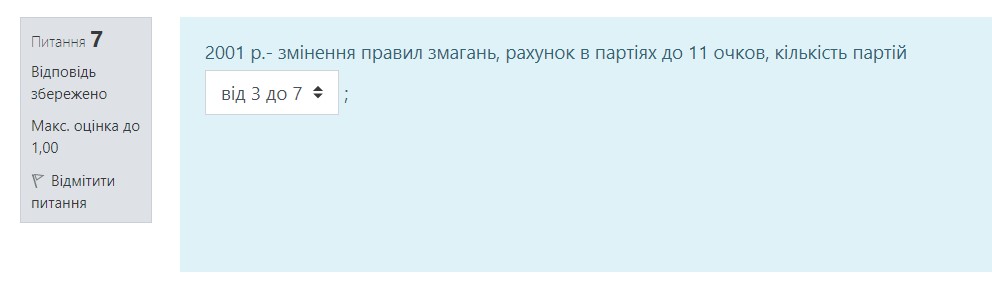 Питання 7
Відповідь
збережено
Макс. оцінка до
1,00
Відмітити
питання
2001 р.- змінення правил змагань, рахунок в партіях до 11 очков, кількість партій
від 3 до 7 ;